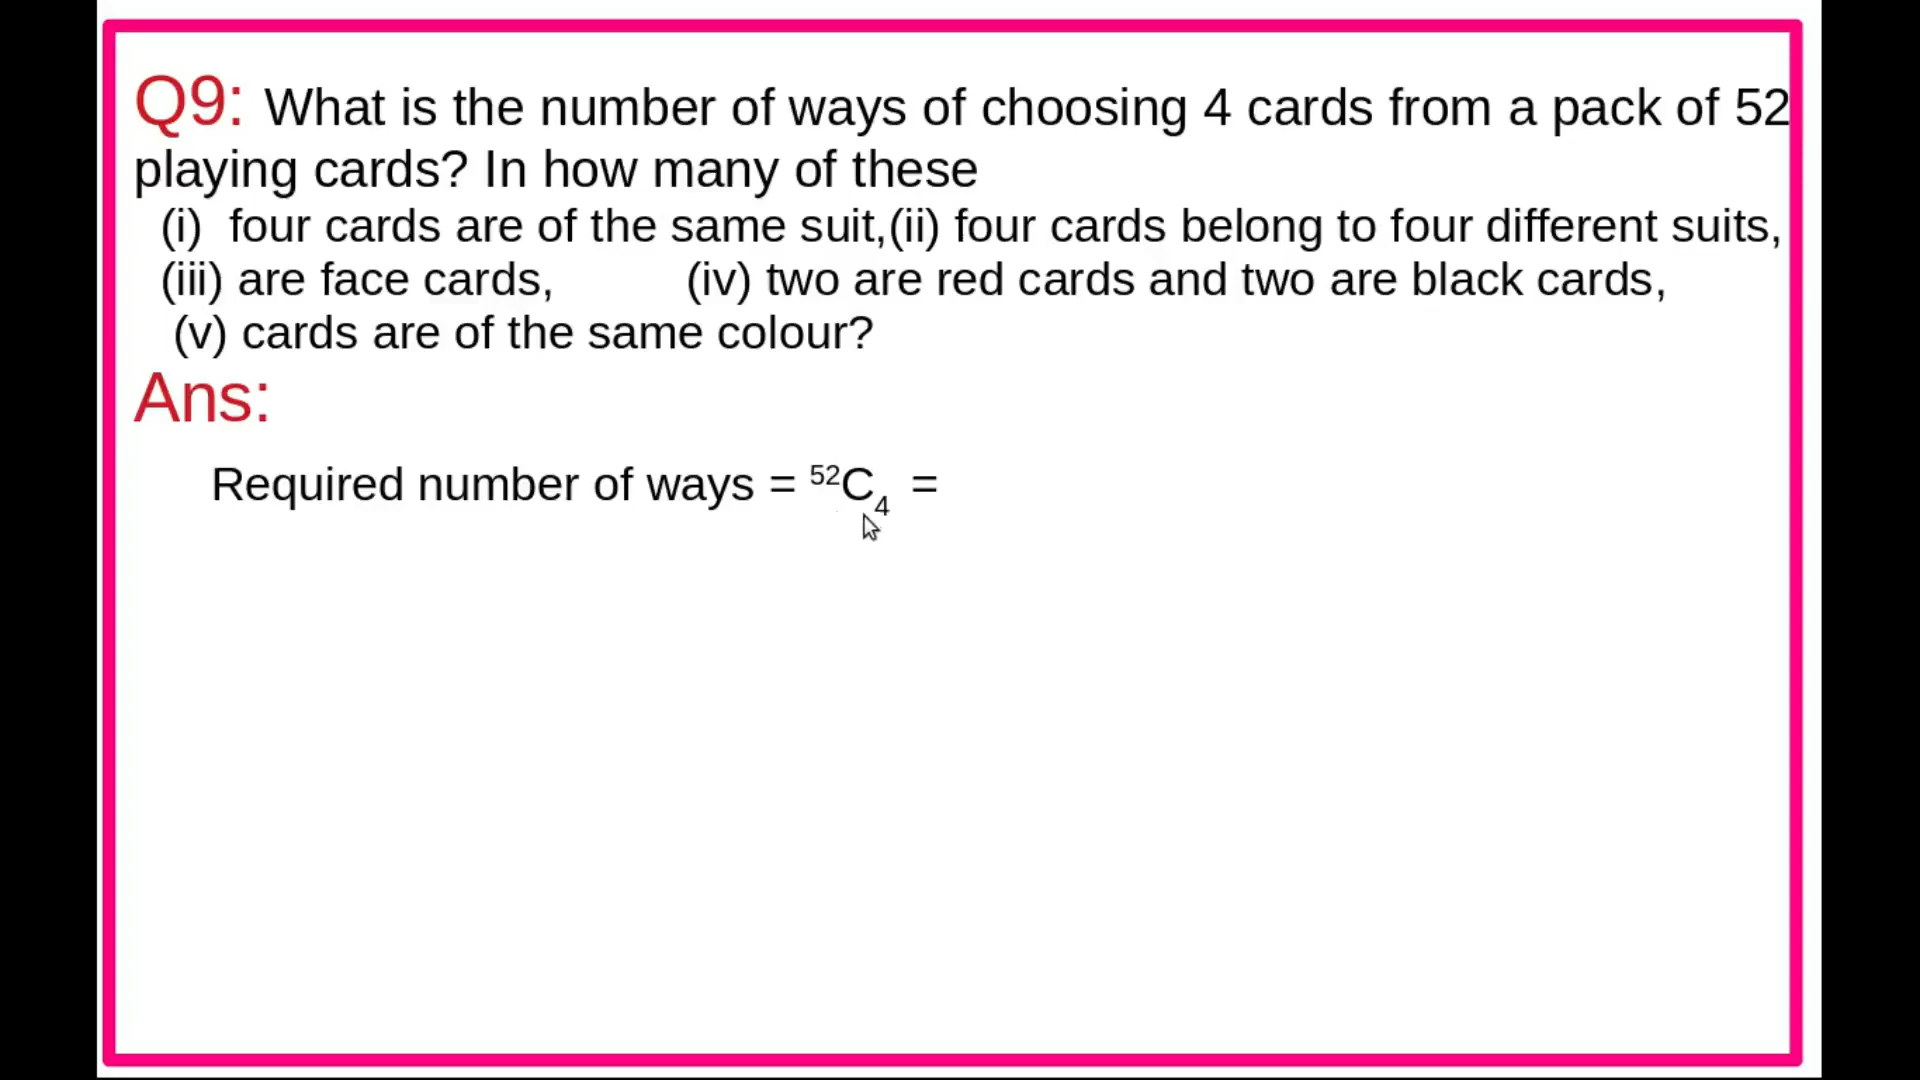 Q9: What is the number of ways of choosing 4 cards from a pack of 52
playing cards? In how many of these
(i) four cards are of the same suit,(ii) four cards belong to four different suits,
(iii) are face cards, (iv) two are red cards and two are black cards,
(v) cards are of the same colour?
Ans:
Required number of ways = ⁵²C₄ =